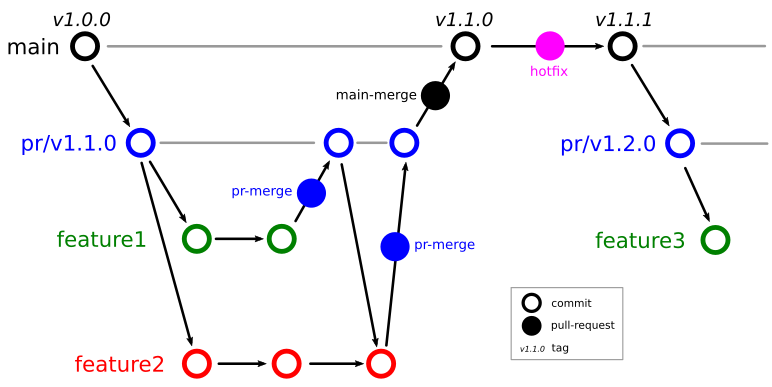 v1.0.0
v1.1.0
v1.1.1
main
hotfix
main-merge
pr/v1.1.0
pr/v1.2.0
pr-merge
feature1
pr-merge
feature3
commit
pull-request
v1.1.0 tag
feature2